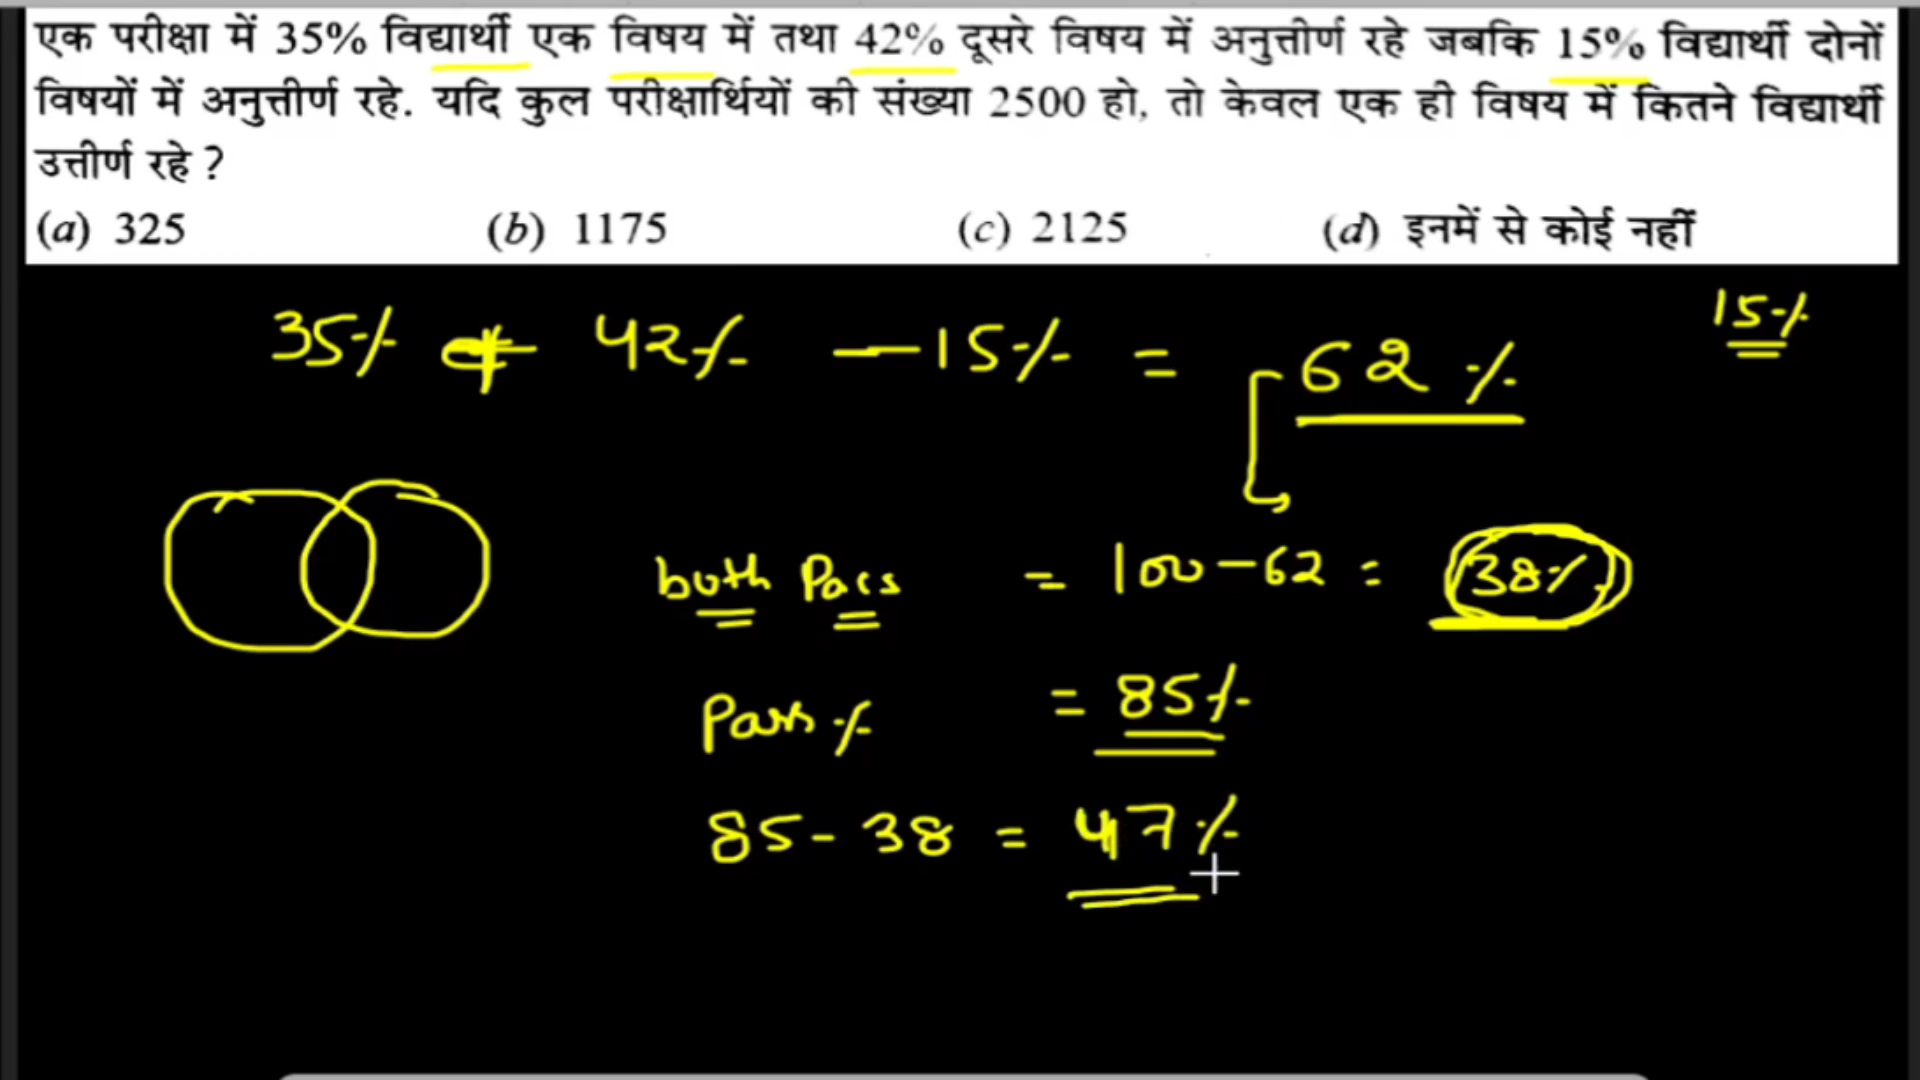 एक परीक्षा में 35% विद्यार्थी एक विषय में तथा 42% दूसरे विषय में अनुत्तीर्ण रहे जबकि 15% विद्यार्थी दोनों
विषयों में अनुत्तीर्ण रहे. यदि कुल परीक्षार्थियों की संख्या 2500 हो, तो केवल एक ही विषय में कितने विद्यार्थी
उत्तीर्ण रहे ?
(a) 325 (b) 1175 (c) 2125 (d) इनमें से कोई नहीं
15%
35% + 42% - 15% = 62%
both Pass = 100 - 62 = 38%
Pass % = 85%
85 - 38 = 47%